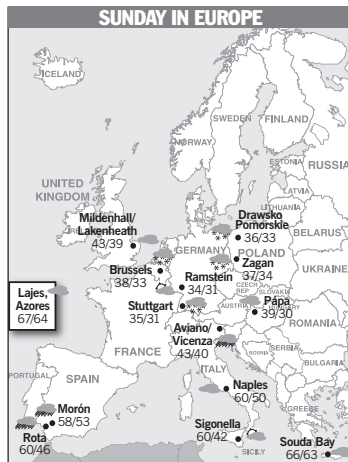 SUNDAY IN EUROPE
ICELAND
SWEDEN
FINLAND
NORWAY
ESTONIA
RUSSIA
LATVIA
LITHUANIA
UNITED
KINGDOM
Mildenhall/
Lakenheath
43/39
Drawsko
Pomorskie
36/33
BELARUS
GERMANY
POLAND
Zagan
37/34
Brussels
38/33
Ramstein
34/31
UKRAINE
CZECH
REP
SLOVAKIA
Lajes,
Azores
67/64
Stuttgart
35/31
AUSTRIA
Pápa
39/30
HUNGARY
Aviano/
Vicenza
43/40
ROMANIA
FRANCE
BOSNIA
SERBIA
BULGARIA
ITALY
PORTUGAL
SPAIN
Naples
60/50
Morón
58/53
GREECE
Rota
60/46
Sigonella
60/42
SICILY
Souda Bay
66/63